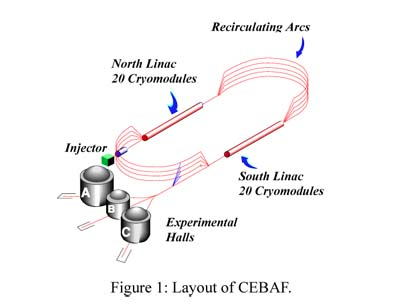 Recirculating Arcs
North Linac
20 Cryomodules
Injector
A
B
C
South Linac
20 Cryomodules
Experimental
Halls
Figure 1: Layout of CEBAF.